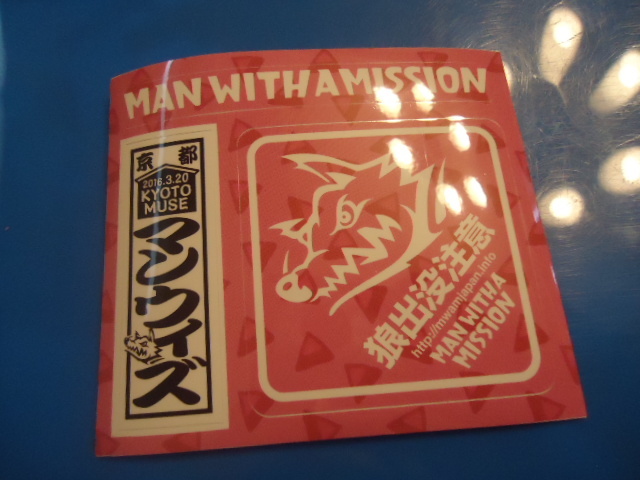 MAN WITH A MISSION
京都
2016.3.20
KYOTO
MUSE
マンウィズ
狼出没注意
http://mwamjapan.info
MAN WITH A
MISSION